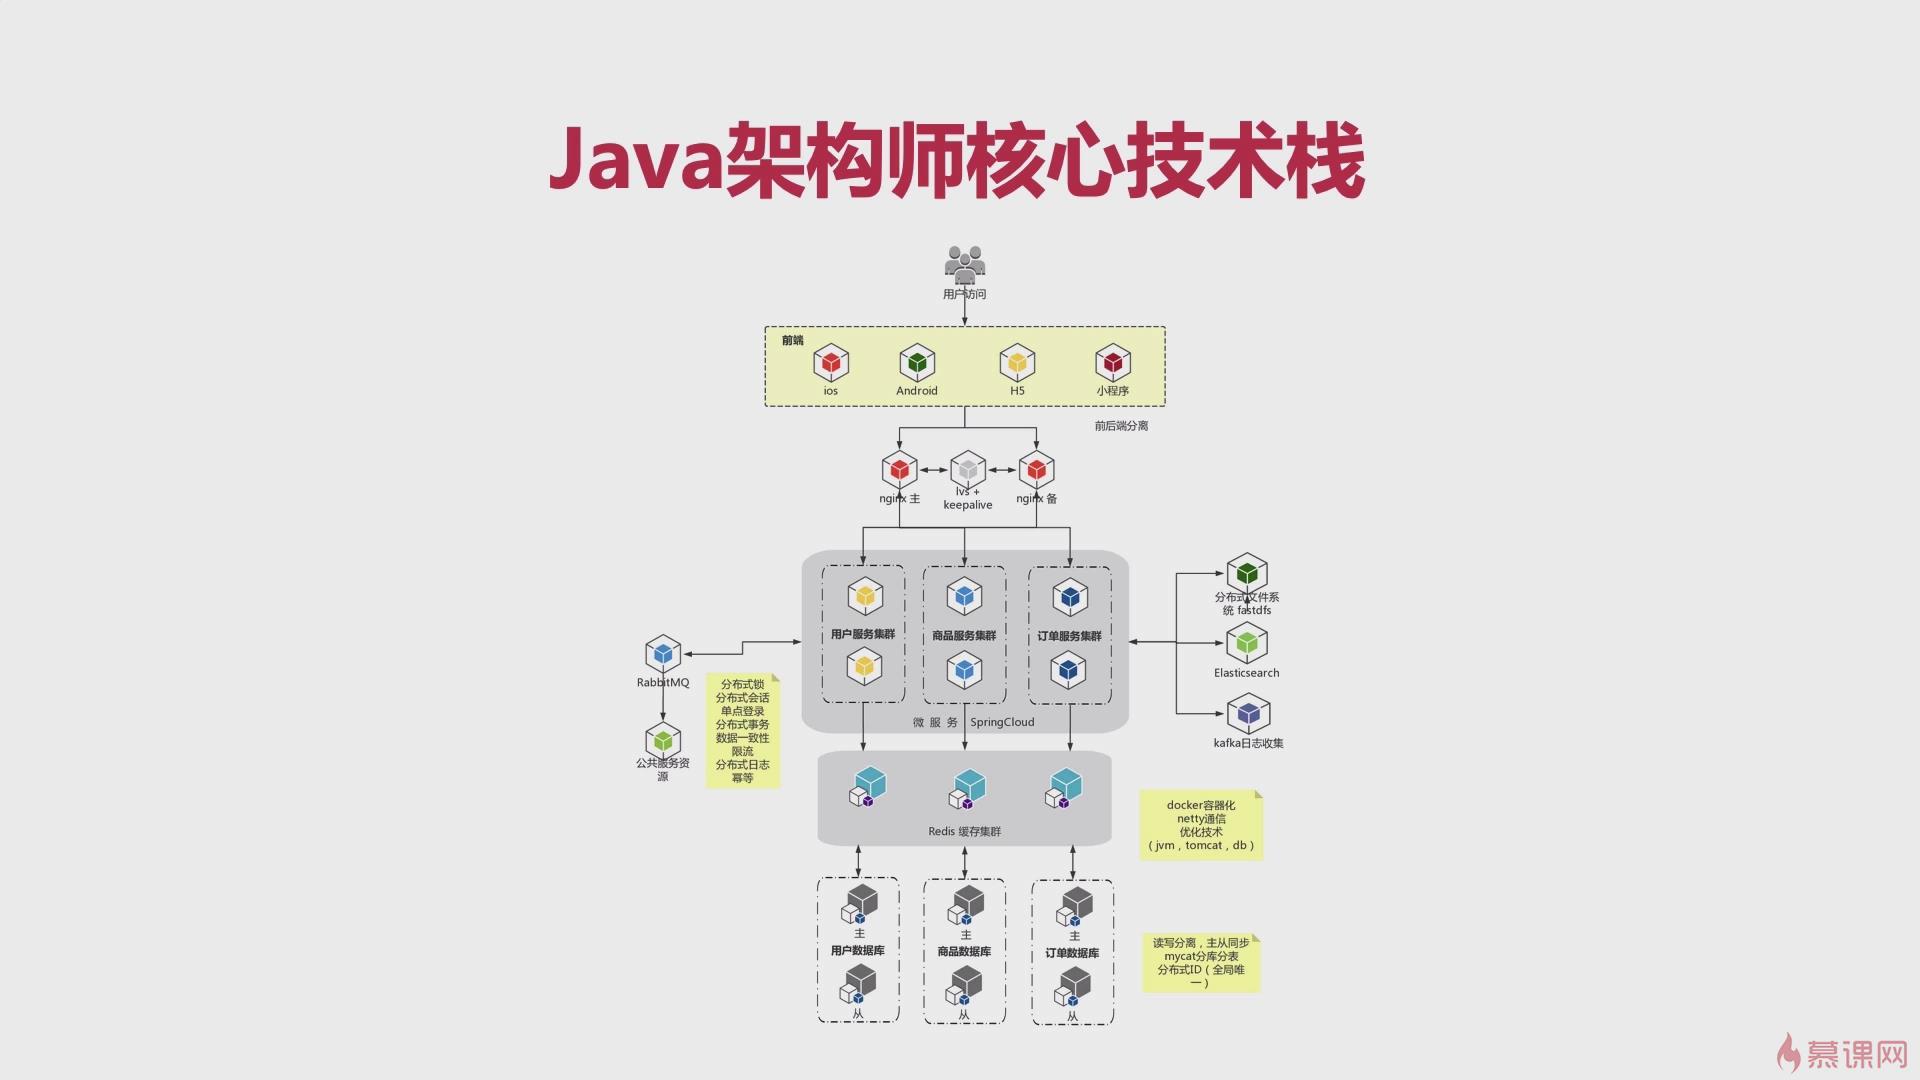 Java架构师核心技术栈
用户访问
前端
ios
Android
H5
小程序
前后端分离
nginx 主
lvs +
keepalive
nginx 备
用户服务集群
商品服务集群
订单服务集群
微 服 务 SpringCloud
RabbitMQ
公共服务资
源
分布式锁
分布式会话
单点登录
分布式事务
数据一致性
限流
分布式日志
幂等
分布式文件系
统 fastdfs
Elasticsearch
kafka日志收集
Redis 缓存集群
docker容器化
netty通信
优化技术
（jvm，tomcat，db）
主
用户数据库
从
主
商品数据库
从
主
订单数据库
从
读写分离，主从同步
mycat分库分表
分布式ID（全局唯
一）
慕课网